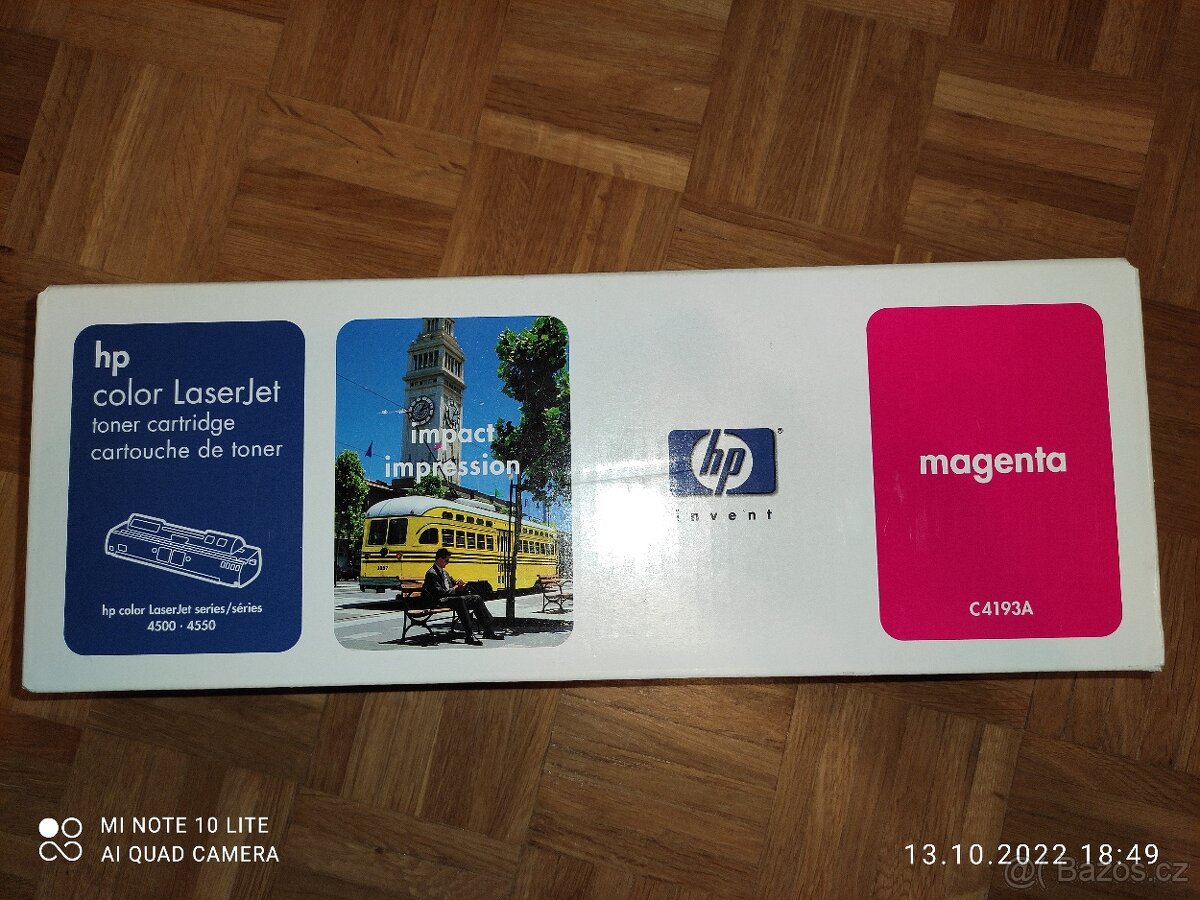 hp
color LaserJet
toner cartridge
cartouche de toner
hp color LaserJet series/séries
4500 · 4550
impact
impression
hp
invent
magenta
C4193A
MI NOTE 10 LITE
AI QUAD CAMERA
13.10.2022 18:49
Bazos.cz